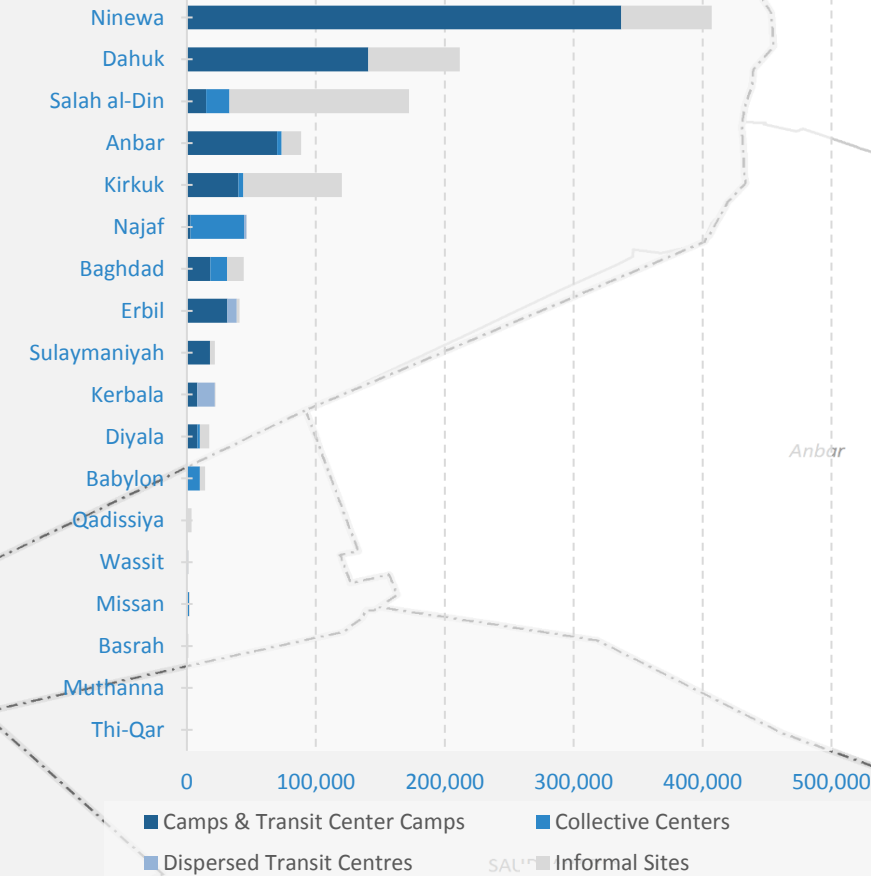 Ninewa
Dahuk
Salah al-Din
Anbar
Kirkuk
Najaf
Baghdad
Erbil
Sulaymaniyah
Kerbala
Diyala
Anbar
Babylon
Qadissiya
Wassit
Missan
Basrah
Muthanna
Thi-Qar
0 100,000 200,000 300,000 400,000 500,000
Camps & Transit Center Camps Collective Centers
Dispersed Transit Centres Informal Sites